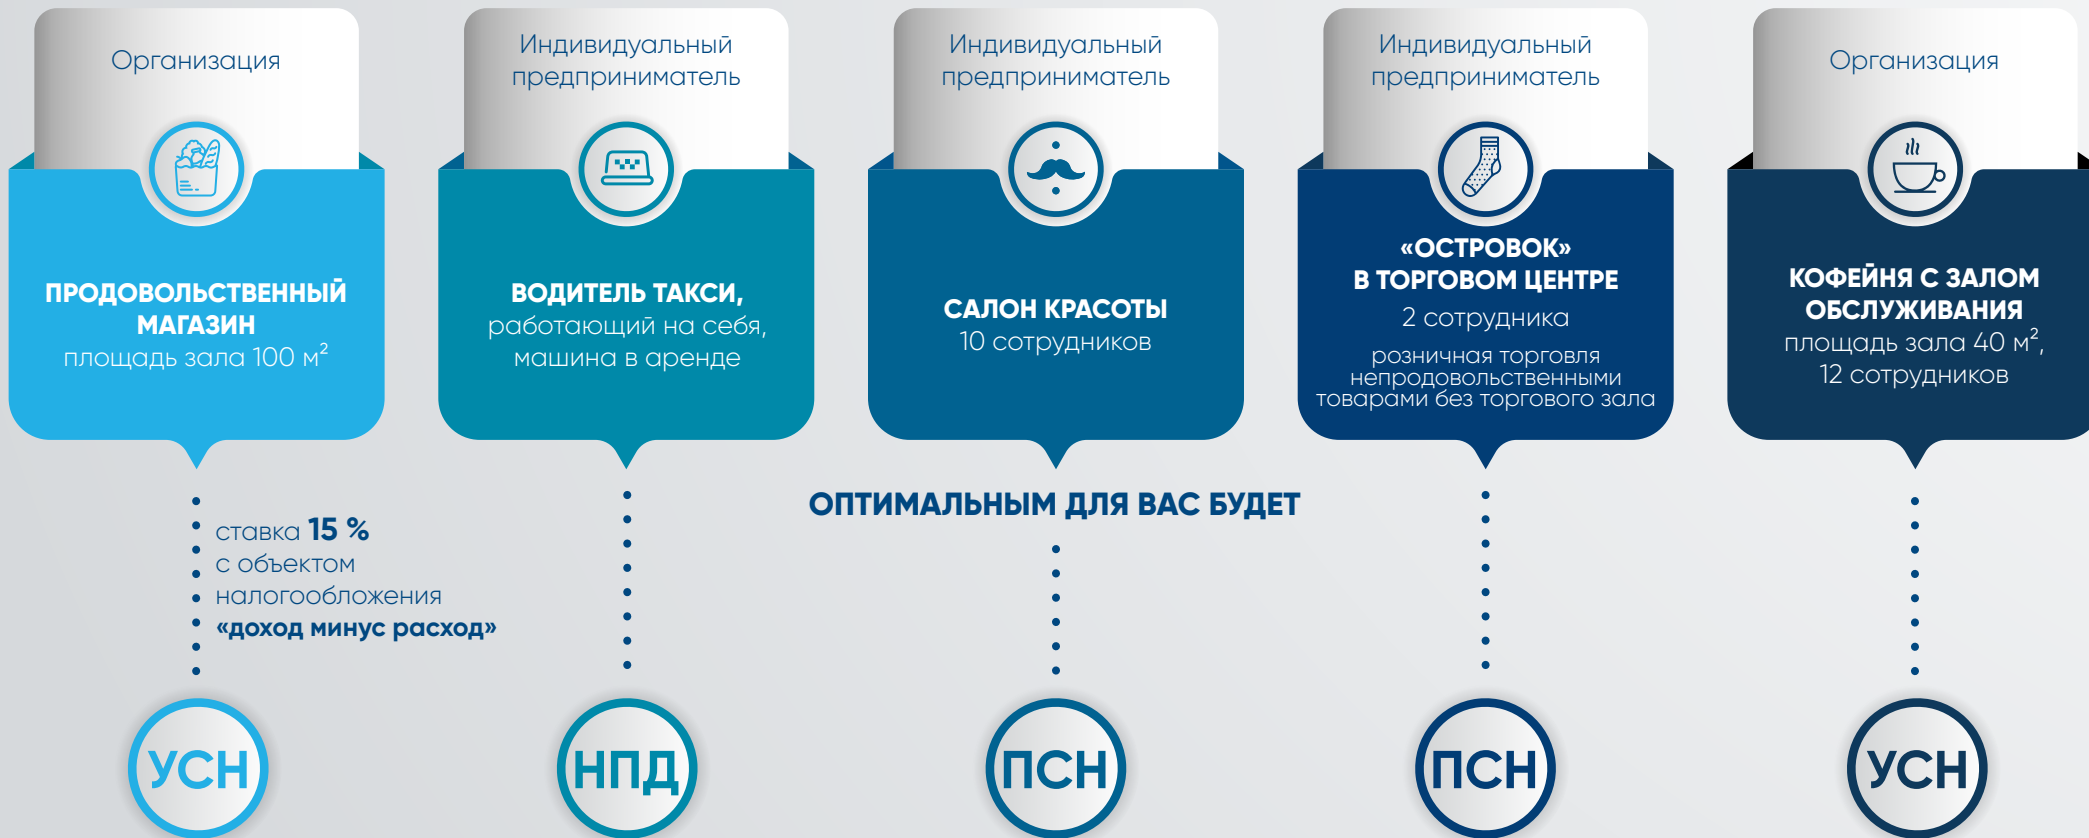 Организация
ПРОДОВОЛЬСТВЕННЫЙ
МАГАЗИН
площадь зала 100 м²
ставка 15 %
с объектом
налогообложения
«доход минус расход»
УСН
Индивидуальный
предприниматель
ВОДИТЕЛЬ ТАКСИ,
работающий на себя,
машина в аренде
НПД
Индивидуальный
предприниматель
САЛОН КРАСОТЫ
10 сотрудников
ОПТИМАЛЬНЫМ ДЛЯ ВАС БУДЕТ
ПСН
Индивидуальный
предприниматель
«ОСТРОВОК»
В ТОРГОВОМ ЦЕНТРЕ
2 сотрудника
розничная торговля
непродовольственными
товарами без торгового зала
ПСН
Организация
КОФЕЙНЯ С ЗАЛОМ
ОБСЛУЖИВАНИЯ
площадь зала 40 м²,
12 сотрудников
УСН